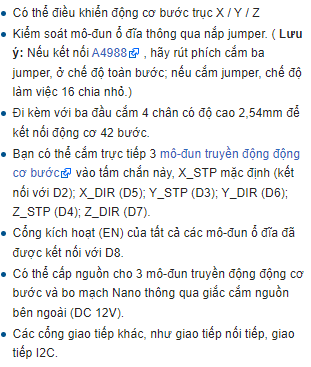 Có thể điều khiển động cơ bước trục X / Y / Z
Kiểm soát mô-đun ổ đĩa thông qua nắp jumper. ( Lưu
ý: Nếu kết nối A4988 , hãy rút phích cắm ba
jumper, ở chế độ toàn bước; nếu cắm jumper, chế độ
làm việc 16 chia nhỏ.)
Đi kèm với ba đầu cắm 4 chân có độ cao 2,54mm để
kết nối động cơ 42 bước.
Bạn có thể cắm trực tiếp 3 mô-đun truyền động động
cơ bước vào tấm chắn này, X_STP mặc định (kết
nối với D2); X_DIR (D5); Y_STP (D3); Y_DIR (D6);
Z_STP (D4); Z_DIR (D7).
Cổng kích hoạt (EN) của tất cả các mô-đun ổ đĩa đã
được kết nối với D8.
Có thể cấp nguồn cho 3 mô-đun truyền động động cơ
bước và bo mạch Nano thông qua giắc cắm nguồn
bên ngoài (DC 12V).
Các cổng giao tiếp khác, như giao tiếp nối tiếp, giao
tiếp I2C.